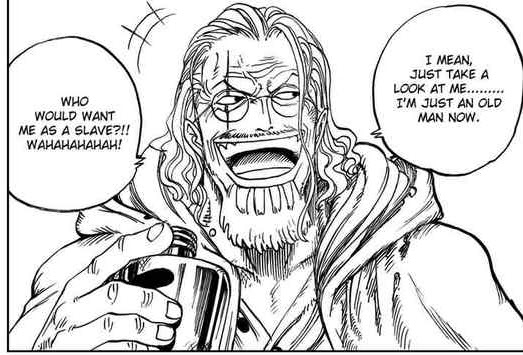 I MEAN,
JUST TAKE A
LOOK AT ME.........
I'M JUST AN OLD
MAN NOW.
WHO
WOULD WANT
ME AS A SLAVE?!!
WAHAHAHAHAH!